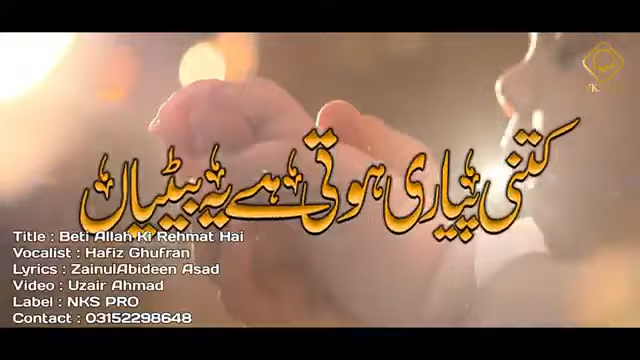 کتنی پیاری ہوتی ہے یہ بیٹیاں
Title : Beti Allah Ki Rehmat Hai
Vocalist : Hafiz Ghufran
Lyrics : ZainulAbideen Asad
Video : Uzair Ahmad
Label : NKS PRO
Contact : 03152298648